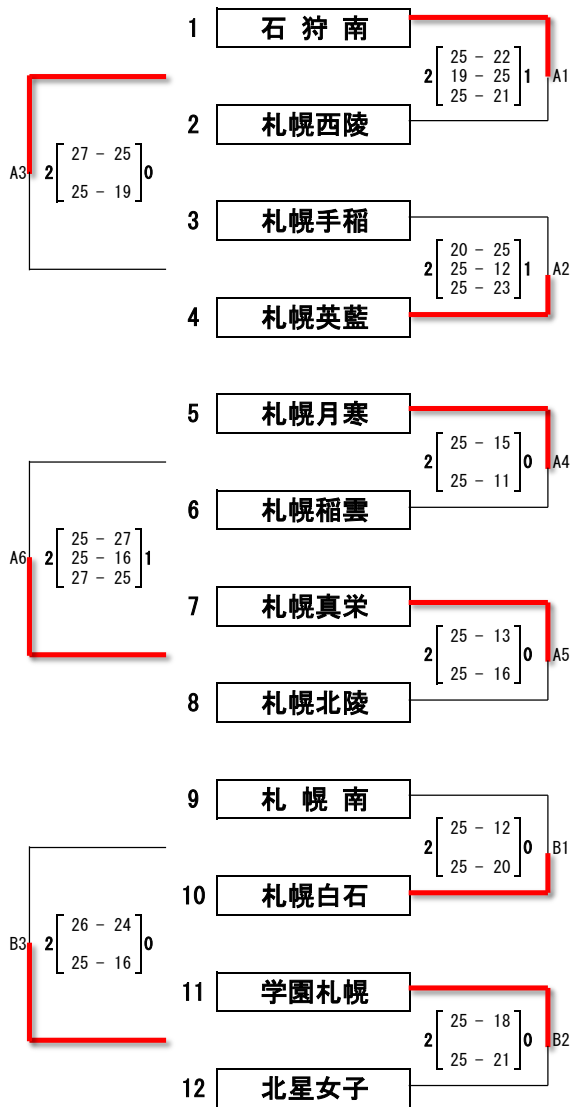 1 石狩南
2 25 - 22 1 A1
19 - 25
25 - 21
2 札幌西陵
A3 2 27 - 25 0
25 - 19
3 札幌手稲
2 20 - 25 1 A2
25 - 12
25 - 23
4 札幌英藍
5 札幌月寒
2 25 - 15 0 A4
25 - 11
6 札幌稲雲
A6 2 25 - 27 1
25 - 16
27 - 25
7 札幌真栄
2 25 - 13 0 A5
25 - 16
8 札幌北陵
9 札幌南
2 25 - 12 0 B1
25 - 20
10 札幌白石
B3 2 26 - 24 0
25 - 16
11 学園札幌
2 25 - 18 0 B2
25 - 21
12 北星女子